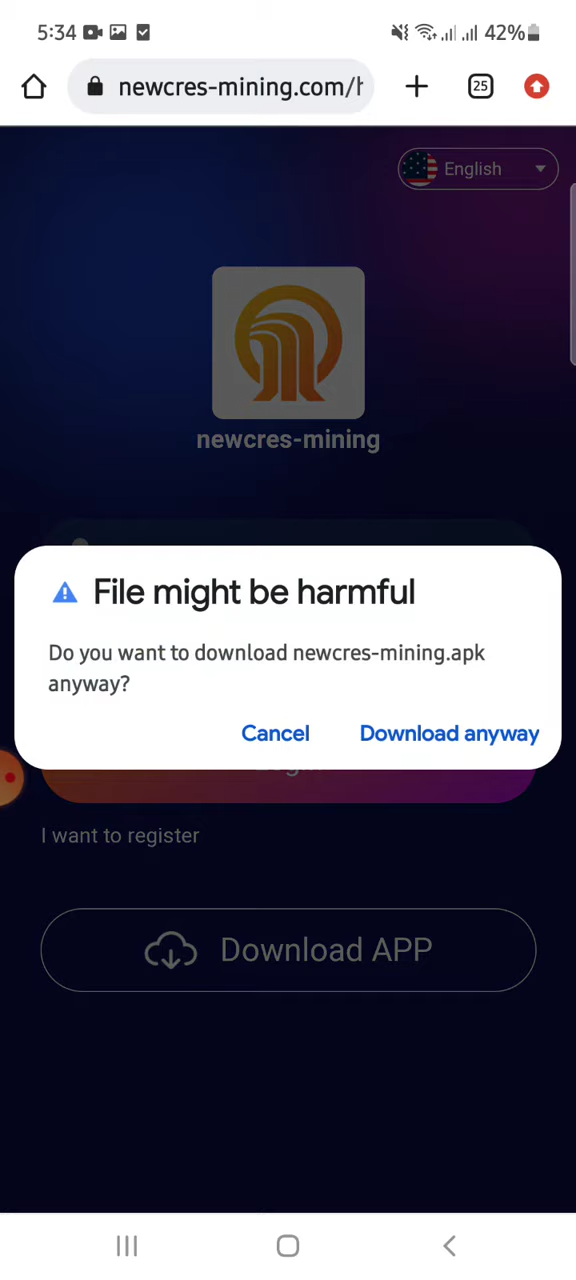 5:34 42%
newcres-mining.com/h 25
English
newcres-mining
File might be harmful
Do you want to download newcres-mining.apk
anyway?
Cancel Download anyway
I want to register
Download APP